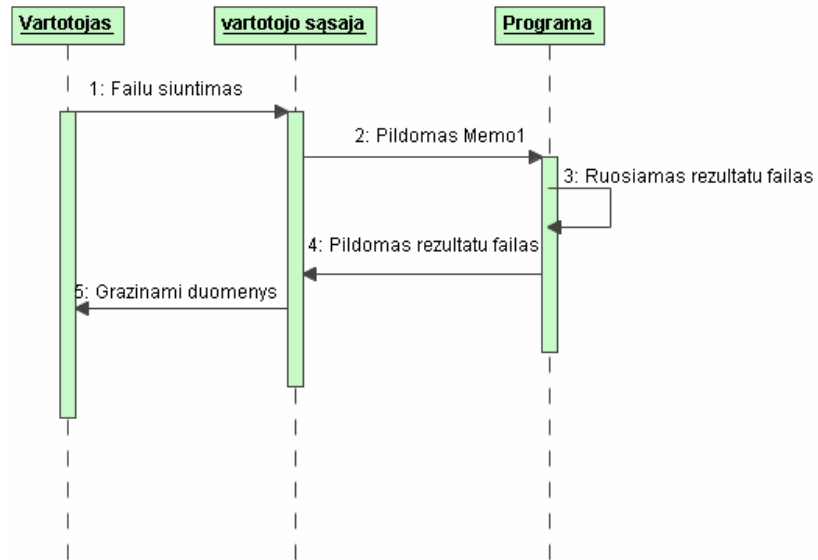 Vartotojas
vartotojo sąsaja
Programa
1: Failu siuntimas
2: Pildomas Memo1
3: Ruosiamas rezultatu failas
4: Pildomas rezultatu failas
5: Grazinami duomenys